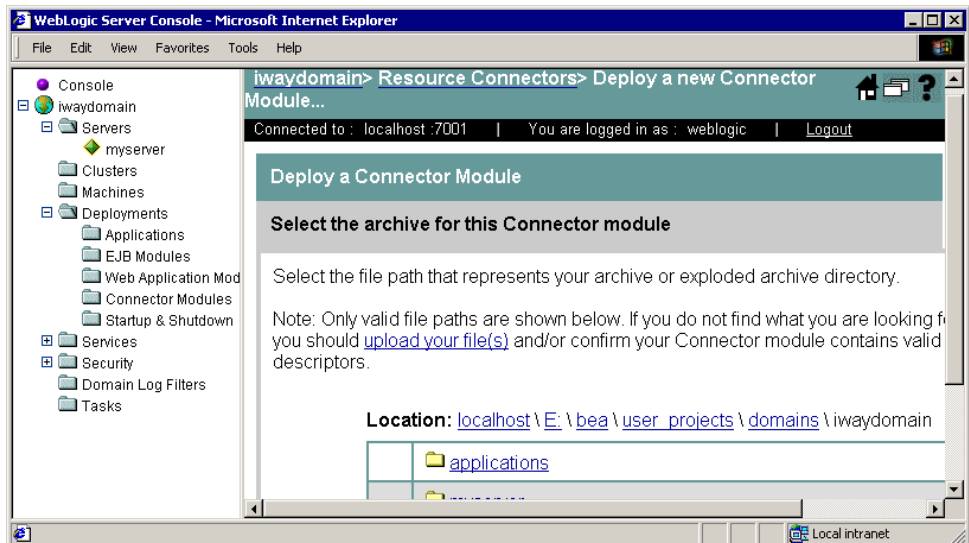 WebLogic Server Console - Microsoft Internet Explorer
File Edit View Favorites Tools Help
Console
iwaydomain
Servers
myserver
Clusters
Machines
Deployments
Applications
EJB Modules
Web Application Mod
Connector Modules
Startup & Shutdown
Services
Security
Domain Log Filters
Tasks
iwaydomain> Resource Connectors> Deploy a new Connector
Module...
Connected to : localhost :7001 | You are logged in as : weblogic | Logout
Deploy a Connector Module
Select the archive for this Connector module
Select the file path that represents your archive or exploded archive directory.
Note: Only valid file paths are shown below. If you do not find what you are looking f
you should upload your file(s) and/or confirm your Connector module contains valid
descriptors.
Location: localhost \ E: \ bea \ user_projects \ domains \ iwaydomain
applications
Local intranet